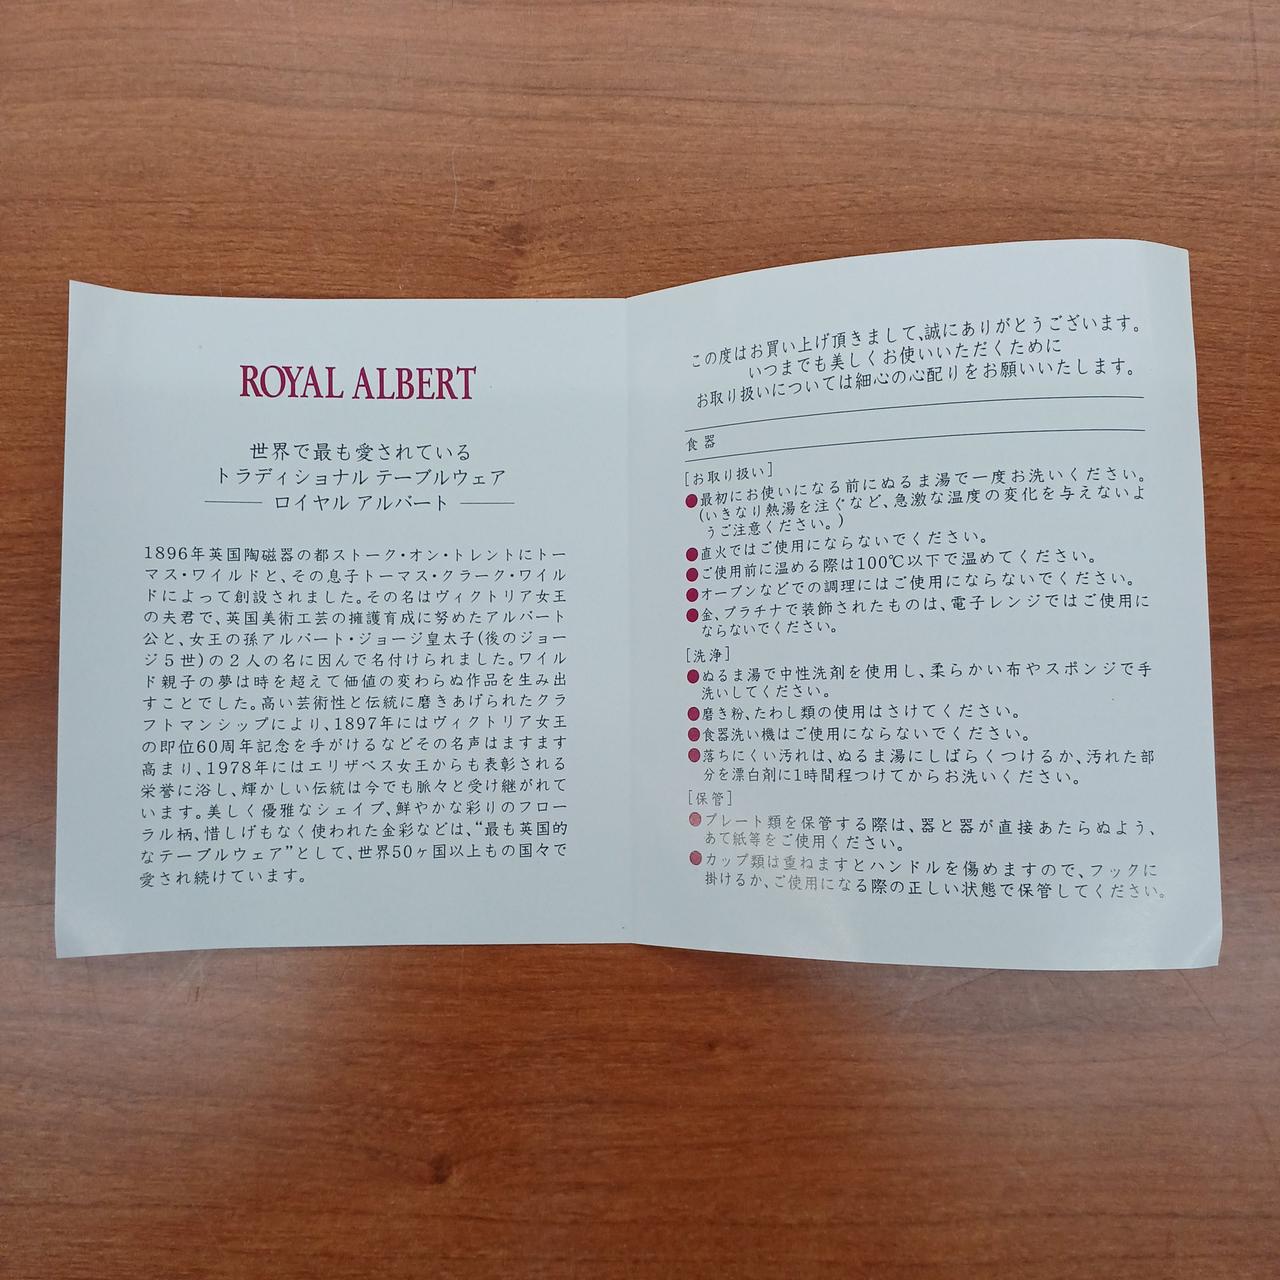 ROYAL ALBERT
世界で最も愛されている
トラディショナル テーブルウェア
ロイヤル アルバート
1896年英国陶磁器の都ストーク・オン・トレントにトー
マス・ワイルドと、その息子トーマス・クラーク・ワイル
ドによって創設されました。その名はヴィクトリア女王
の夫君で、英国美術工芸の擁護育成に努めたアルバート
公と、女王の孫アルバート・ジョージ皇太子(後のジョー
ジ5世)の2人の名に因んで名付けられました。ワイル
ド親子の夢は時を超えて価値の変わらぬ作品を生み出
すことでした。高い芸術性と伝統に磨きあげられたクラ
フトマンシップにより、1897年にはヴィクトリア女王
の即位60周年記念を手がけるなどその名声はますます
高まり、1978年にはエリザベス女王からも表彰される
栄誉に浴し、輝かしい伝統は今でも脈々と受け継がれて
います。美しく優雅なシェイプ、鮮やかな彩りのフロー
ラル柄、惜しげもなく使われた金彩などは、“最も英国的
なテーブルウェア”として、世界50ヶ国以上もの国々で
愛され続けています。
この度はお買い上げ頂きまして、誠にありがとうございます。
いつまでも美しくお使いいただくために
お取り扱いについては細心の心配りをお願いいたします。
食器
[お取り扱い]
●最初にお使いになる前にぬるま湯で一度お洗いください。
(いきなり熱湯を注ぐなど、急激な温度の変化を与えないよ
うご注意ください。)
●直火ではご使用にならないでください。
●ご使用前に温める際は100℃以下で温めてください。
●オーブンなどでの調理にはご使用にならないでください。
●金、プラチナで装飾されたものは、電子レンジではご使用に
ならないでください。
[洗浄]
●ぬるま湯で中性洗剤を使用し、柔らかい布やスポンジで手
洗いしてください。
●磨き粉、たわし類の使用はさけてください。
●食器洗い機はご使用にならないでください。
●落ちにくい汚れは、ぬるま湯にしばらくつけるか、汚れた部
分を漂白剤に1時間程つけてからお洗いください。
[保管]
●プレート類を保管する際は、器と器が直接あたらぬよう、
あて紙等をご使用ください。
●カップ類は重ねますとハンドルを傷めますので、フックに
掛けるか、ご使用になる際の正しい状態で保管してください。